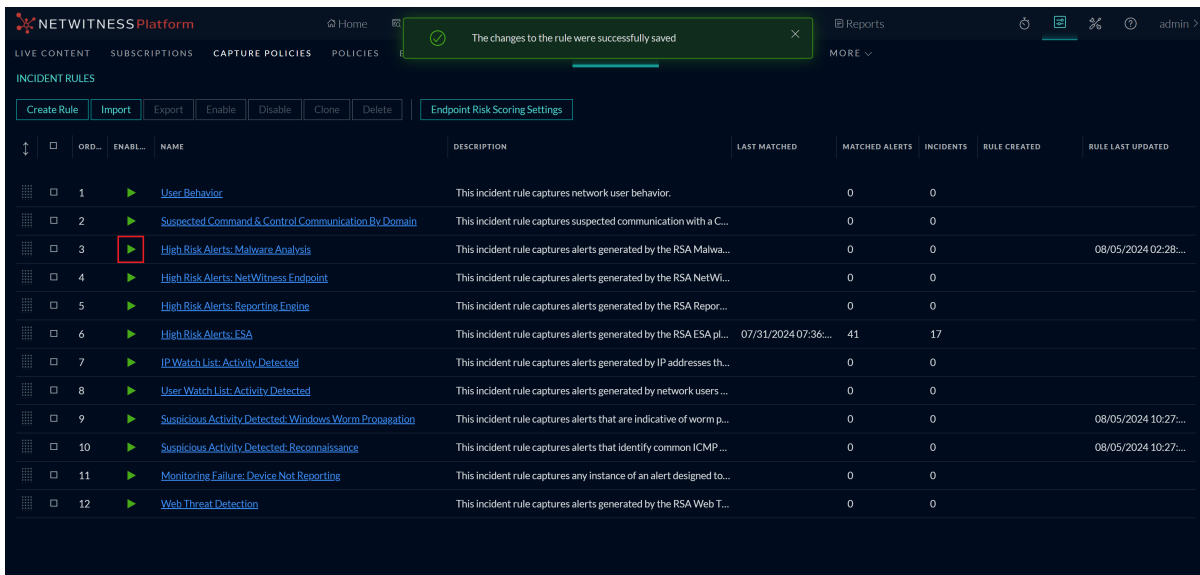 NETWITNESS Platform Home Reports admin
The changes to the rule were successfully saved
LIVE CONTENT SUBSCRIPTIONS CAPTURE POLICIES POLICIES MORE
INCIDENT RULES
Create Rule Import Export Enable Disable Clone Delete Endpoint Risk Scoring Settings
ORD... ENABL... NAME DESCRIPTION LAST MATCHED MATCHED ALERTS INCIDENTS RULE CREATED RULE LAST UPDATED
1 User Behavior This incident rule captures network user behavior. 0 0
2 Suspected Command & Control Communication By Domain This incident rule captures suspected communication with a C... 0 0
3 High Risk Alerts: Malware Analysis This incident rule captures alerts generated by the RSA Malwa... 0 0 08/05/2024 02:28:...
4 High Risk Alerts: NetWitness Endpoint This incident rule captures alerts generated by the RSA NetWi... 0 0
5 High Risk Alerts: Reporting Engine This incident rule captures alerts generated by the RSA Repor... 0 0
6 High Risk Alerts: ESA This incident rule captures alerts generated by the RSA ESA pl... 07/31/2024 07:36:... 41 17
7 IP Watch List: Activity Detected This incident rule captures alerts generated by IP addresses th... 0 0
8 User Watch List: Activity Detected This incident rule captures alerts generated by network users ... 0 0
9 Suspicious Activity Detected: Windows Worm Propagation This incident rule captures alerts that are indicative of worm p... 0 0 08/05/2024 10:27:...
10 Suspicious Activity Detected: Reconnaissance This incident rule captures alerts that identify common ICMP ... 0 0 08/05/2024 10:27:...
11 Monitoring Failure: Device Not Reporting This incident rule captures any instance of an alert designed to... 0 0
12 Web Threat Detection This incident rule captures alerts generated by the RSA Web T... 0 0